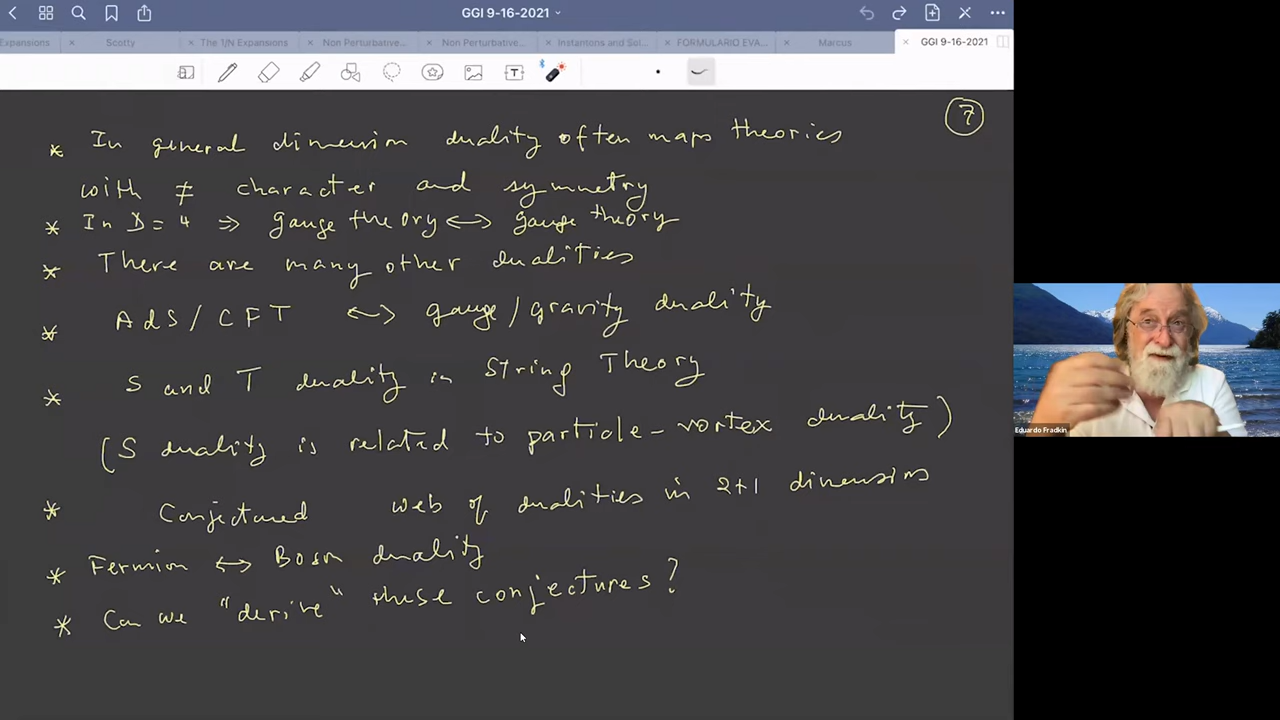 GGI 9-16-2021
Expansions
Scotty
The 1/N Expansions
Non Perturbative...
Non Perturbative...
Instantons and Sol...
FORMULARIO EVA...
Marcus
GGI 9-16-2021
7
* In general dimension duality often maps theories
with ≠ character and symmetry
* In D = 4 ⇒ gauge theory ↔ gauge theory
* There are many other dualities
* AdS/CFT ↔ gauge/gravity duality
* S and T duality in String Theory
(S duality is related to particle-vortex duality)
* Conjectured web of dualities in 2+1 dimensions
* Fermion ↔ Boson duality
* Can we "derive" these conjectures?
Eduardo Fradkin